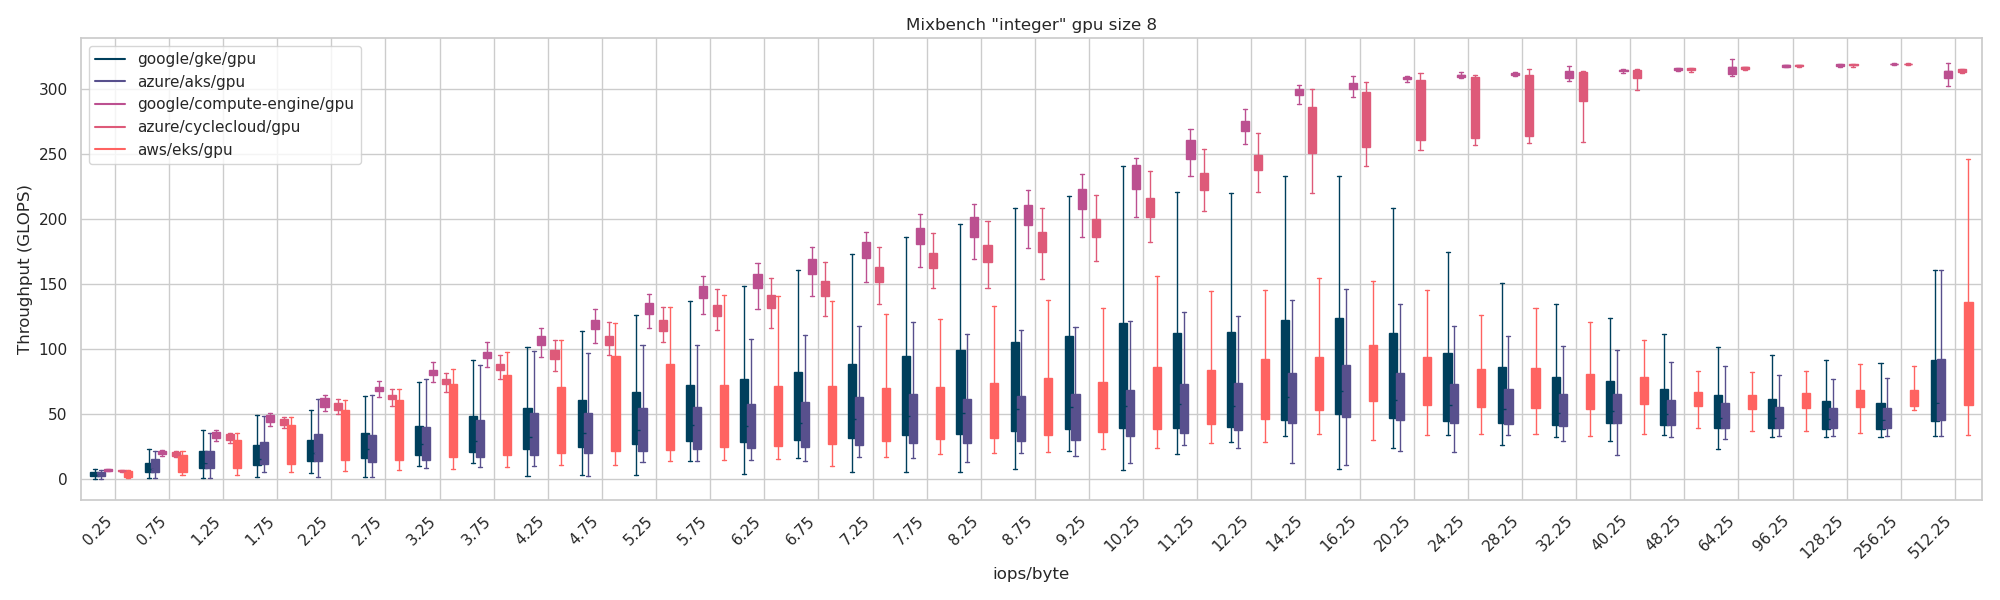 Mixbench "integer" gpu size 8
google/gke/gpu
azure/aks/gpu
google/compute-engine/gpu
azure/cyclecloud/gpu
aws/eks/gpu
Throughput (GLOPS)
300
250
200
150
100
50
0
0.25 0.75 1.25 1.75 2.25 2.75 3.25 3.75 4.25 4.75 5.25 5.75 6.25 6.75 7.25 7.75 8.25 8.75 9.25 10.25 11.25 12.25 14.25 16.25 20.25 24.25 28.25 32.25 40.25 48.25 64.25 96.25 128.25 256.25 512.25
iops/byte